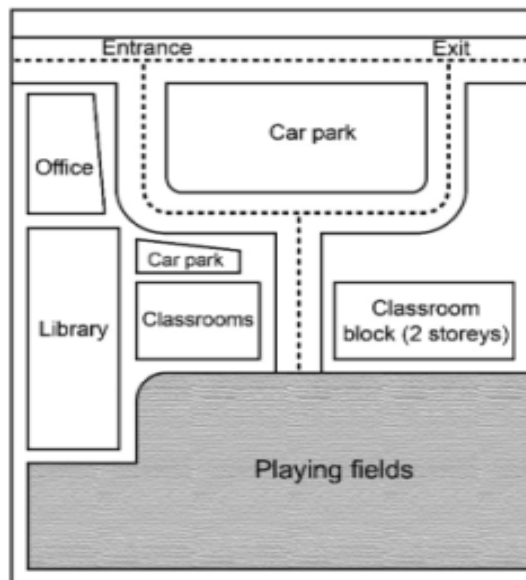 Entrance
Exit
Car park
Office
Car park
Library
Classrooms
Classroom
block (2 storeys)
Playing fields